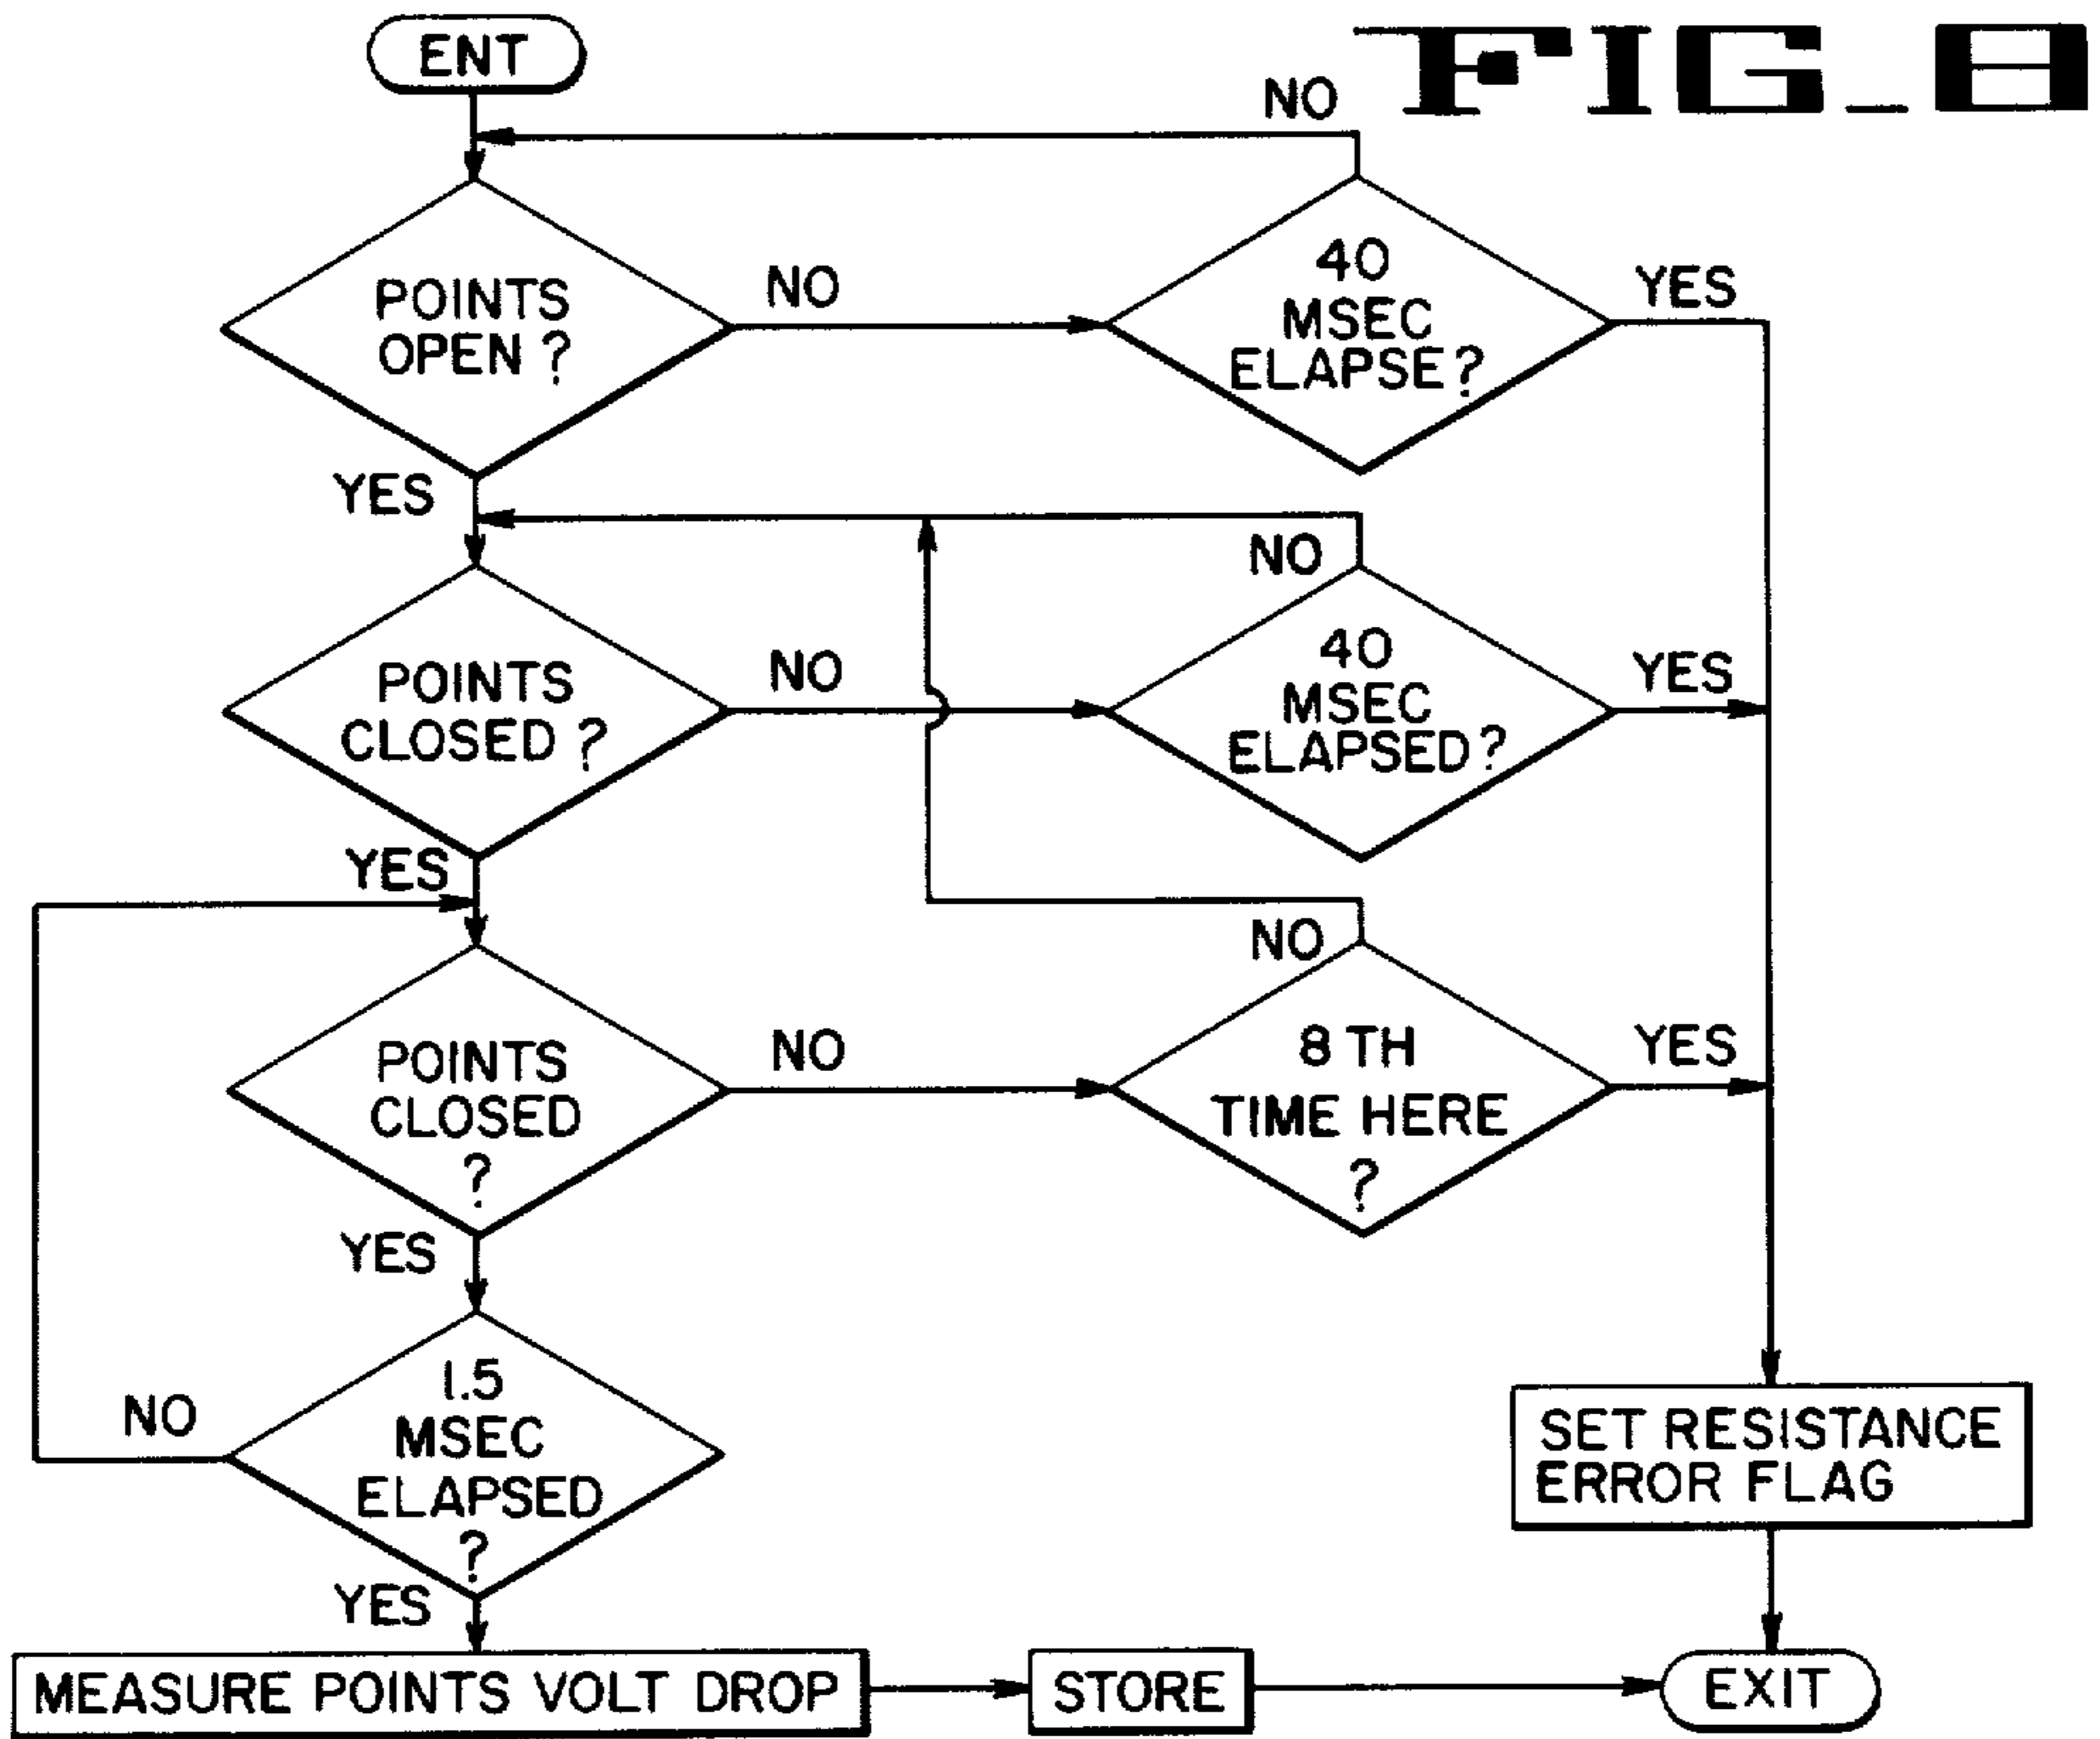 ENT
FIG_8
NO
POINTS
OPEN ?
NO
40
MSEC
ELAPSE?
YES
YES
NO
POINTS
CLOSED ?
NO
40
MSEC
ELAPSED?
YES
YES
NO
POINTS
CLOSED
?
NO
8 TH
TIME HERE
?
YES
YES
NO
1.5
MSEC
ELAPSED
?
SET RESISTANCE
ERROR FLAG
YES
MEASURE POINTS VOLT DROP
STORE
EXIT